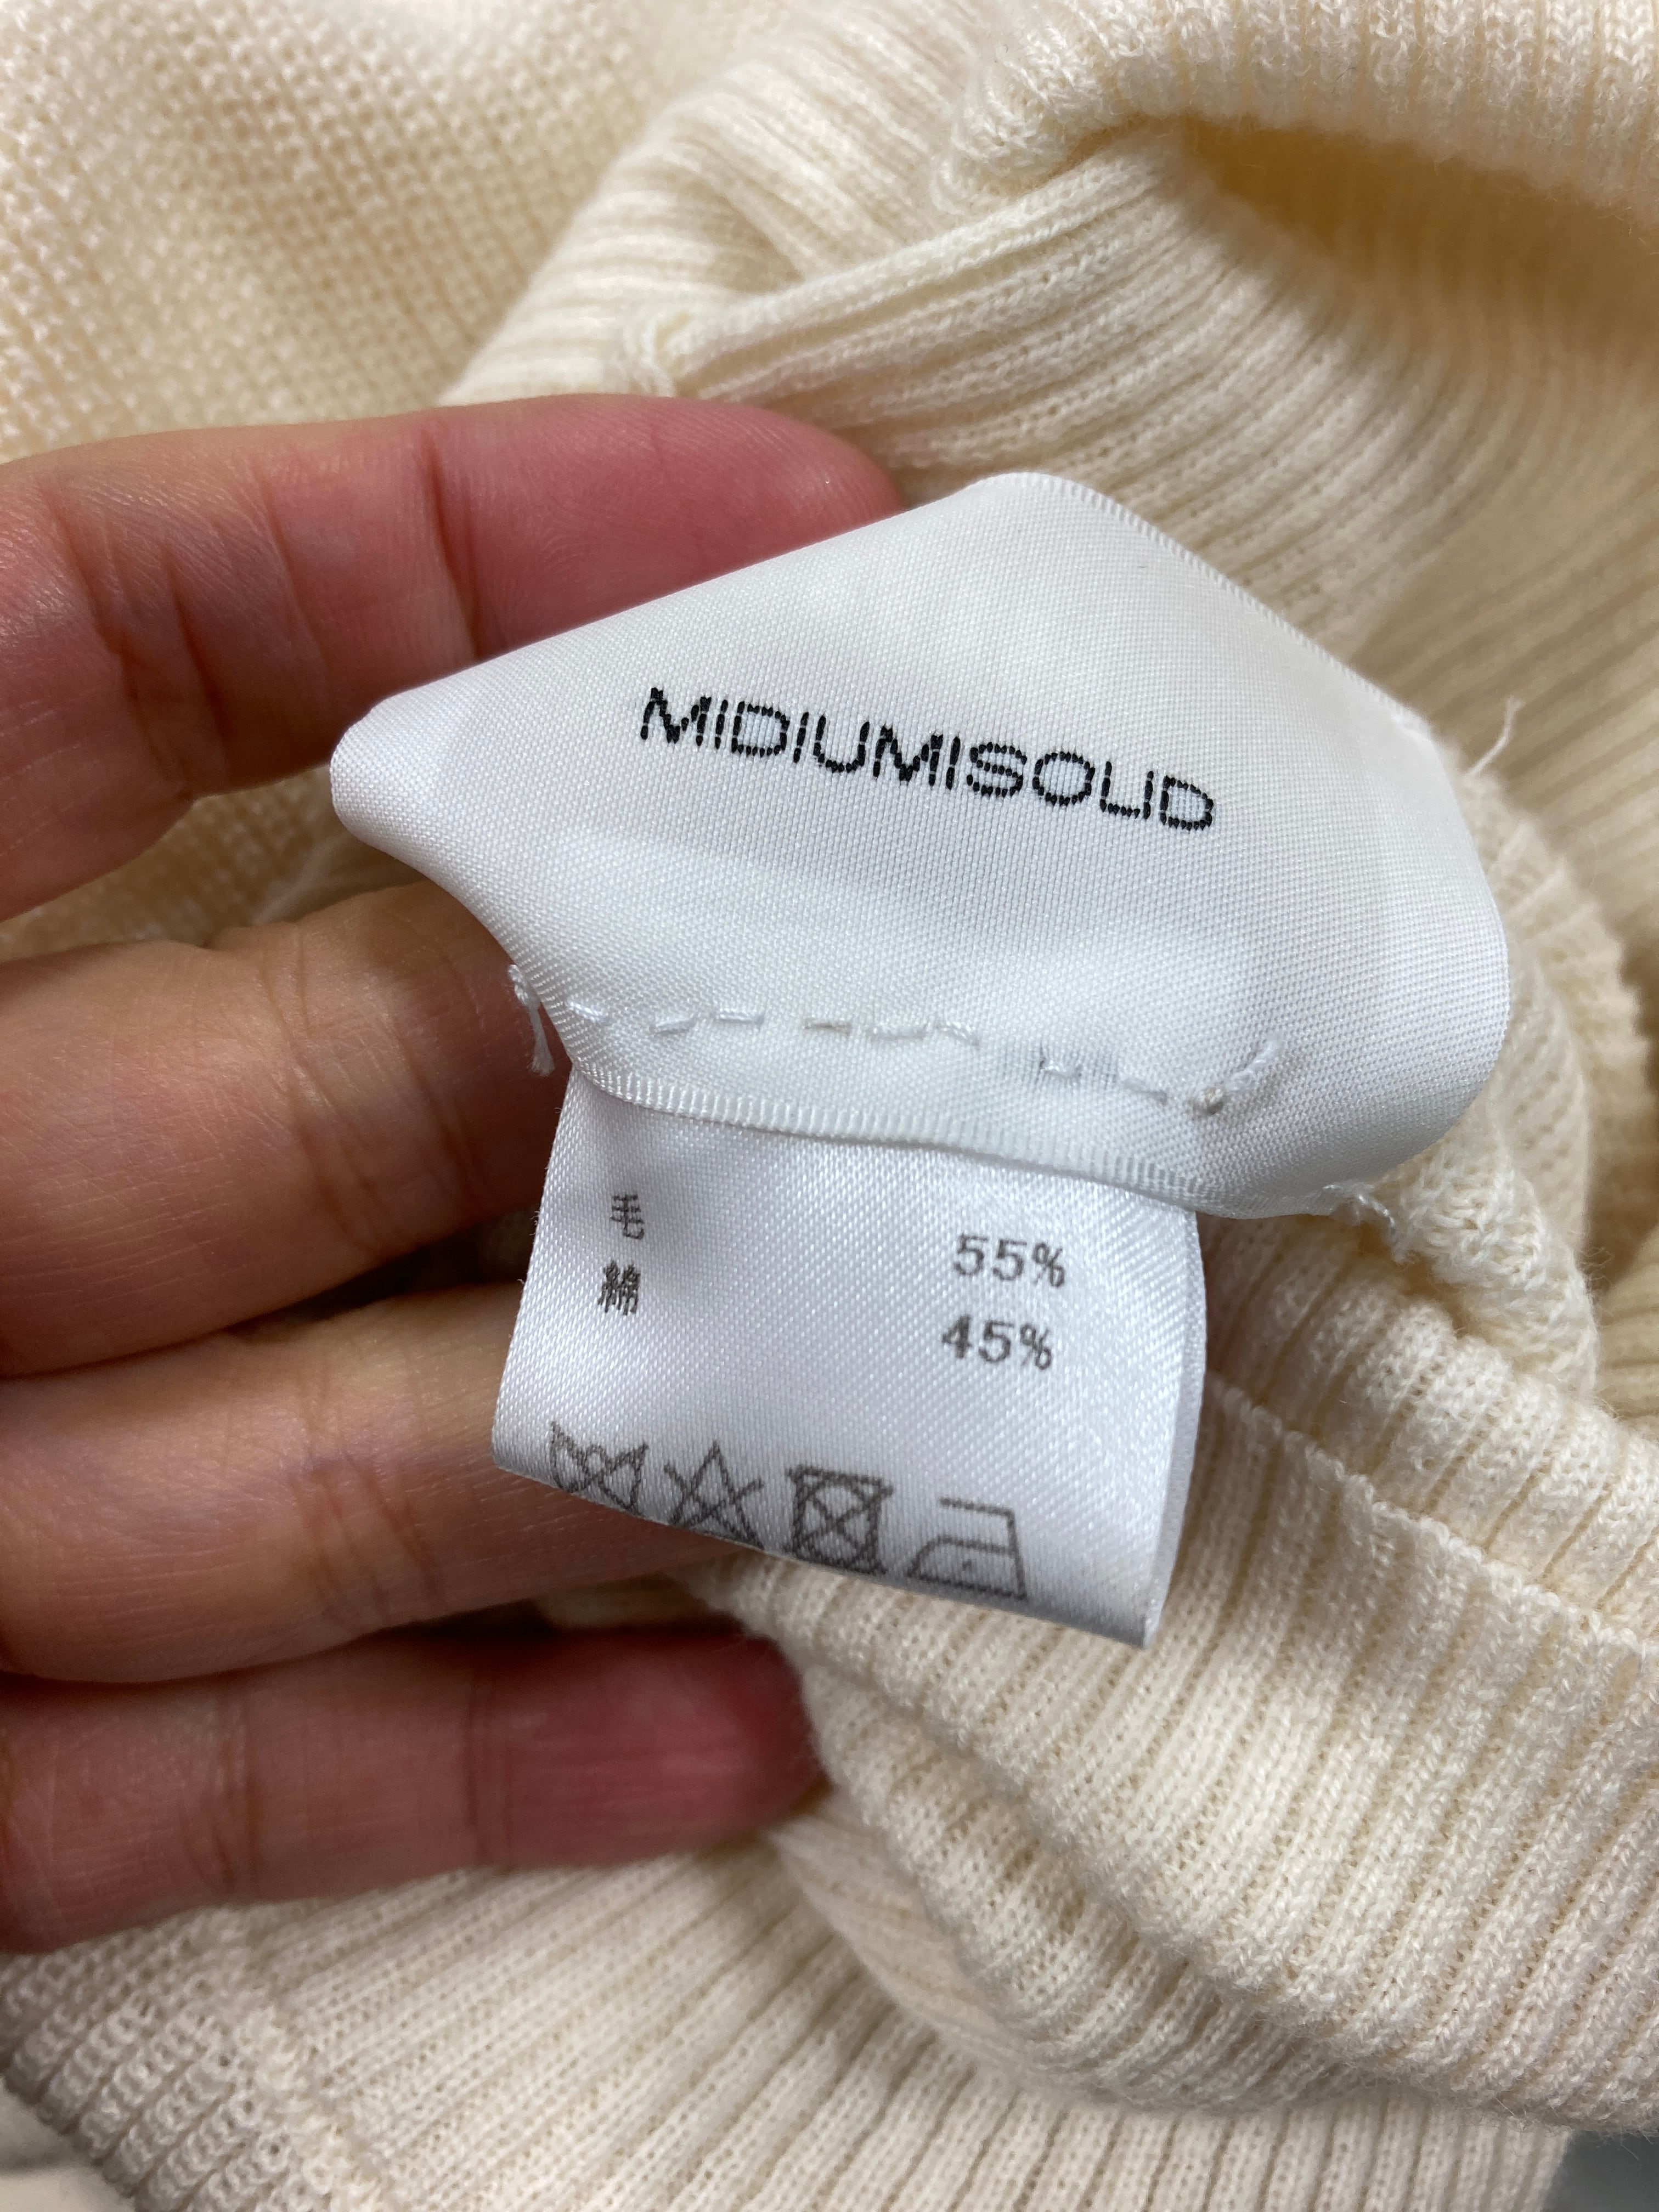 MIDIUMISOLID
毛 55%
綿 45%